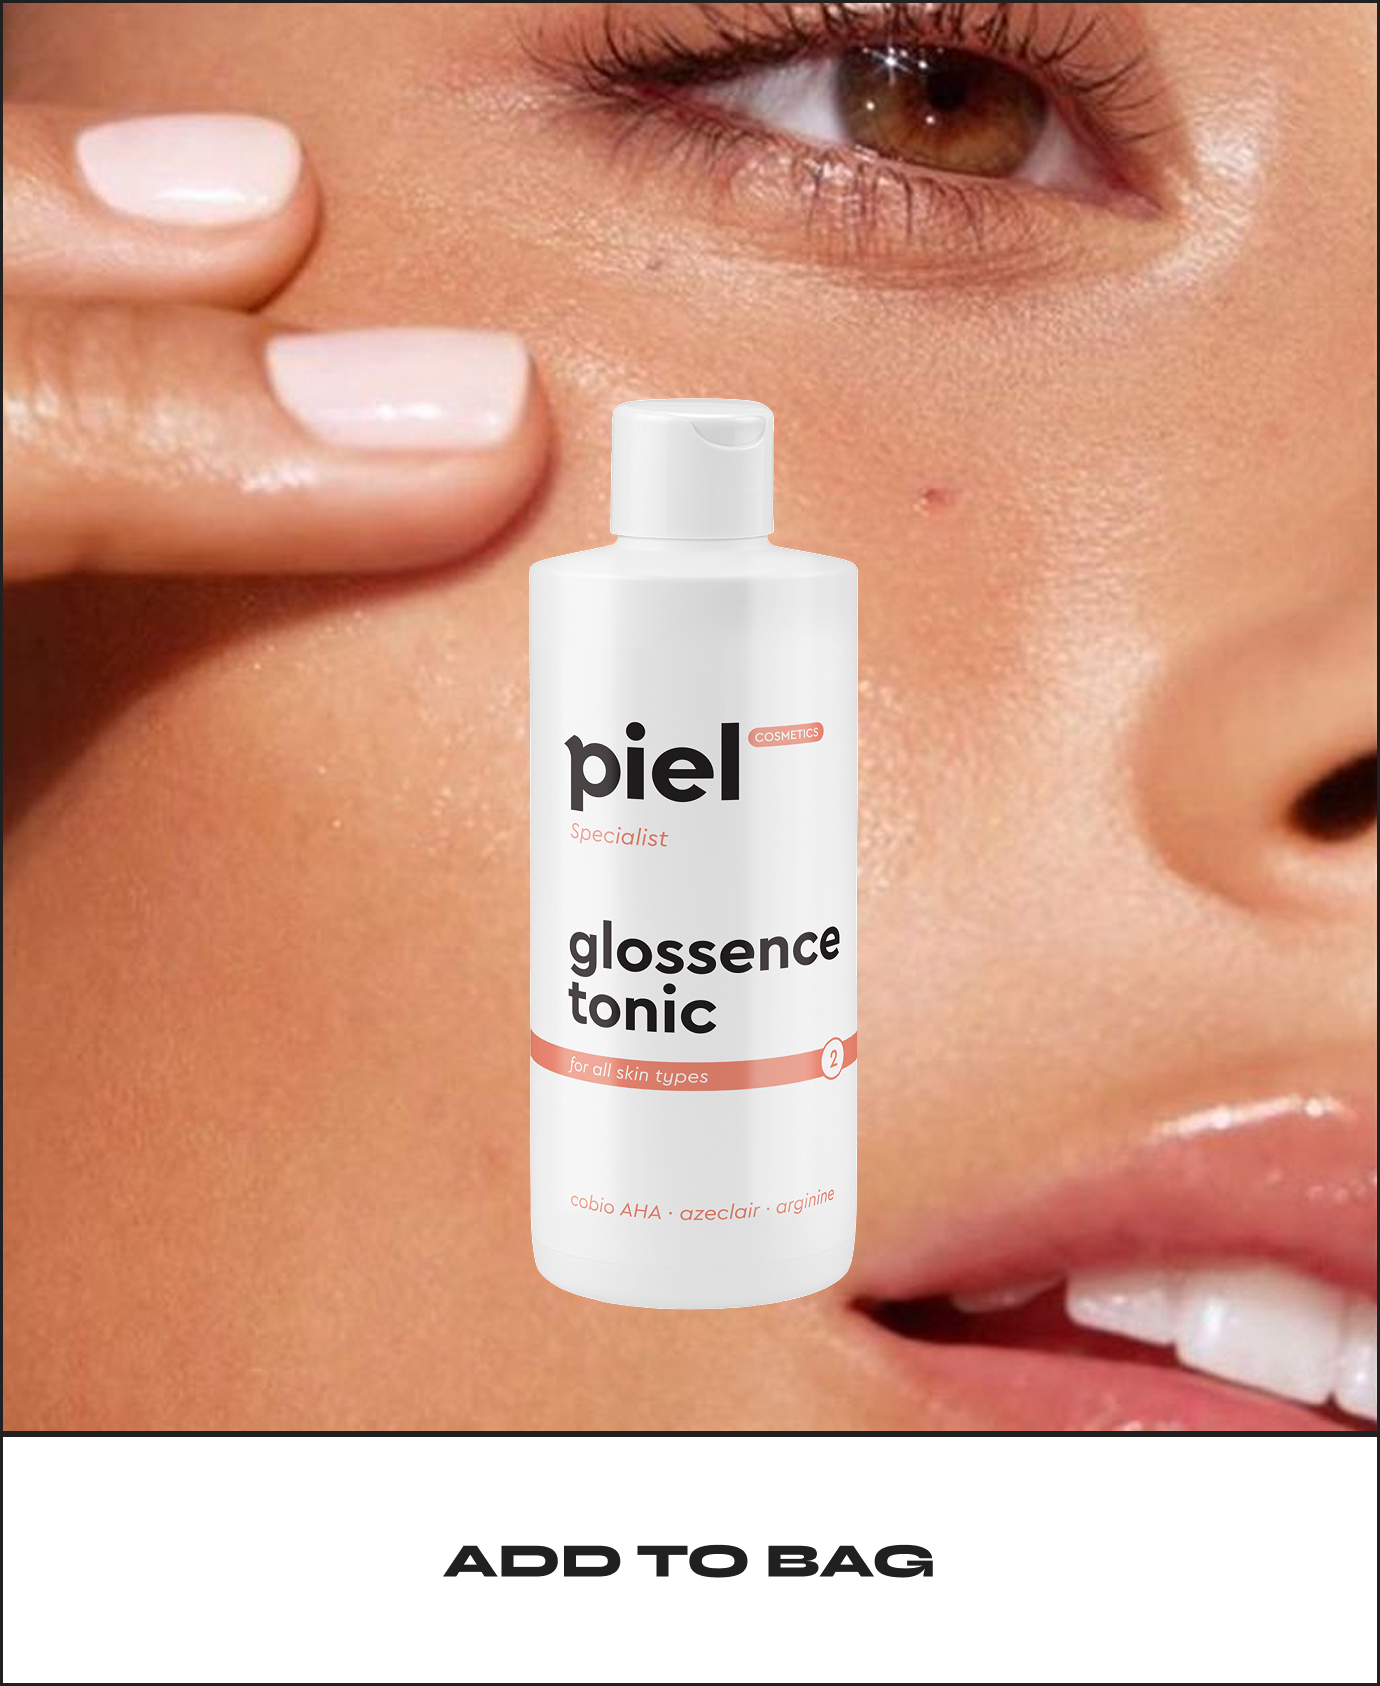 piel COSMETICS
Specialist
glossence
tonic
for all skin types 2
cobio AHA · azeclair · arginine
ADD TO BAG